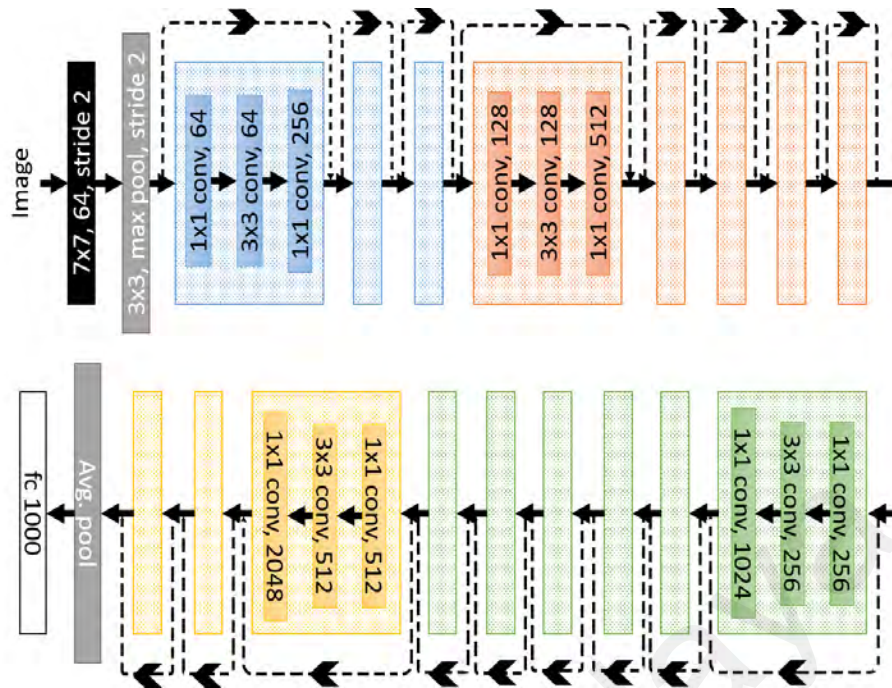 Image
7x7, 64, stride 2
3x3, max pool, stride 2
1x1 conv, 64
3x3 conv, 64
1x1 conv, 256
1x1 conv, 128
3x3 conv, 128
1x1 conv, 512
1x1 conv, 256
3x3 conv, 256
1x1 conv, 1024
1x1 conv, 512
3x3 conv, 512
1x1 conv, 2048
Avg. pool
fc 1000